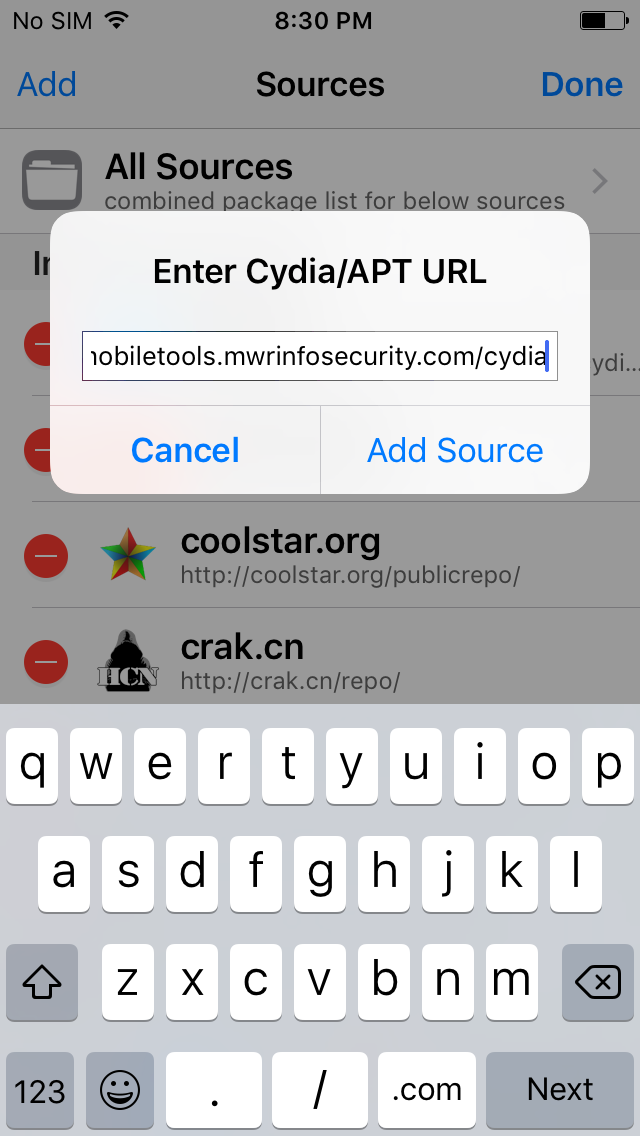 No SIM 8:30 PM
Add Sources Done
All Sources
combined package list for below sources
Enter Cydia/APT URL
nobiletools.mwrinfosecurity.com/cydia
Cancel Add Source
coolstar.org
http://coolstar.org/publicrepo/
HCN
crak.cn
http://crak.cn/repo/
q w e r t y u i o p
a s d f g h j k l
z x c v b n m
123 . / .com Next